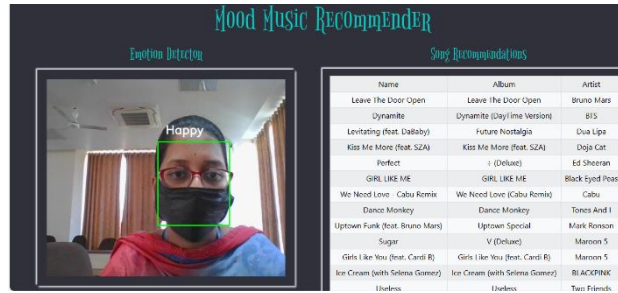 Mood Music Recommender
Emotion Detector
Song Recommendations
Happy
Name Album Artist
Leave The Door Open Leave The Door Open Bruno Mars
Dynamite Dynamite (DayTime Version) BTS
Levitating (feat. DaBaby) Future Nostalgia Dua Lipa
Kiss Me More (feat. SZA) Kiss Me More (feat. SZA) Doja Cat
Perfect ÷ (Deluxe) Ed Sheeran
GIRL LIKE ME GIRL LIKE ME Black Eyed Peas
We Need Love - Cabu Remix We Need Love (Cabu Remix) Cabu
Dance Monkey Dance Monkey Tones And I
Uptown Funk (feat. Bruno Mars) Uptown Special Mark Ronson
Sugar V (Deluxe) Maroon 5
Girls Like You (feat. Cardi B) Girls Like You (feat. Cardi B) Maroon 5
Ice Cream (with Selena Gomez) Ice Cream (with Selena Gomez) BLACKPINK
Useless Useless Two Friends